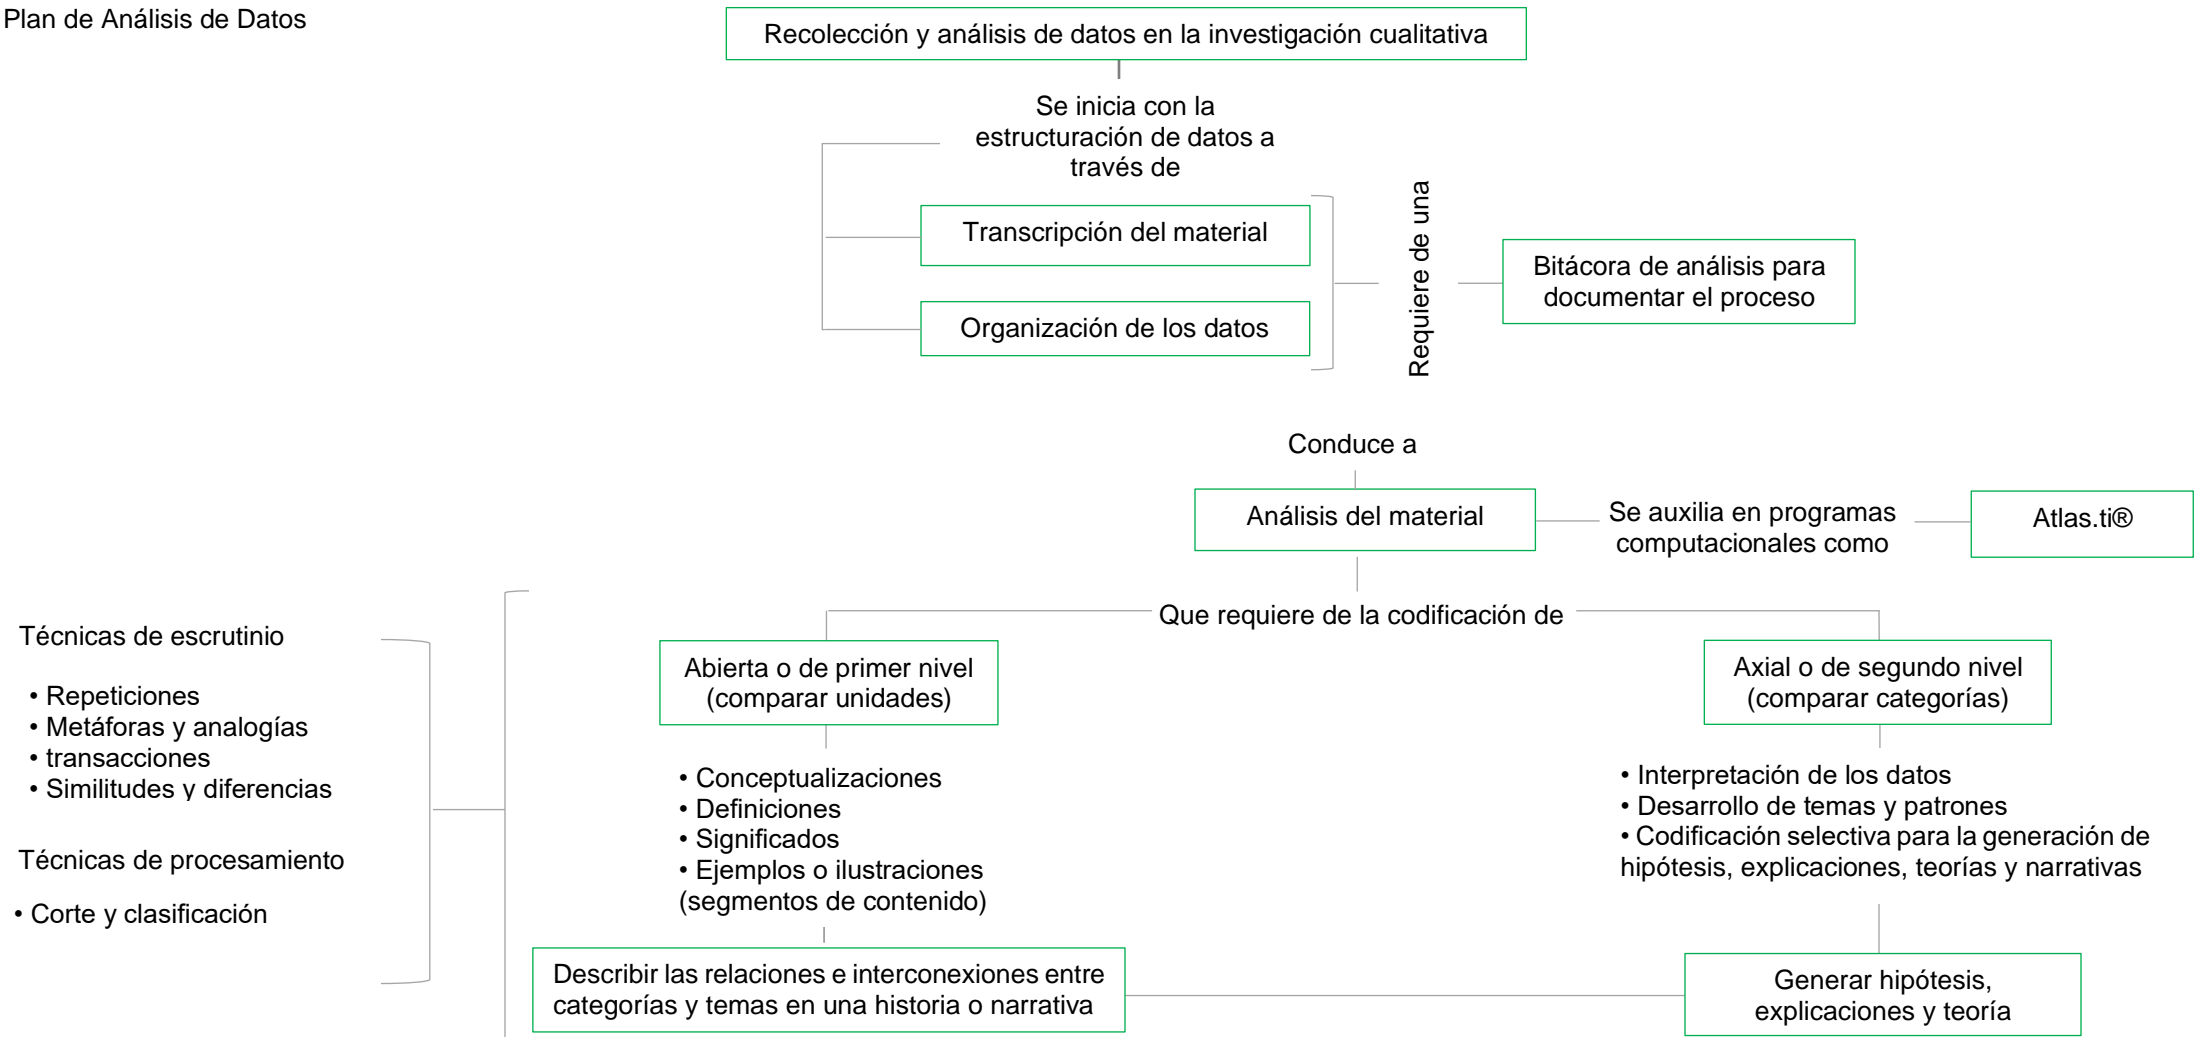 Plan de Análisis de Datos
Recolección y análisis de datos en la investigación cualitativa
Se inicia con la
estructuración de datos a
través de
Transcripción del material
Organización de los datos
Requiere de una
Bitácora de análisis para
documentar el proceso
Conduce a
Análisis del material
Se auxilia en programas
computacionales como
Atlas.ti®
Que requiere de la codificación de
Técnicas de escrutinio
• Repeticiones
• Metáforas y analogías
• transacciones
• Similitudes y diferencias
Técnicas de procesamiento
• Corte y clasificación
Abierta o de primer nivel
(comparar unidades)
• Conceptualizaciones
• Definiciones
• Significados
• Ejemplos o ilustraciones
(segmentos de contenido)
Describir las relaciones e interconexiones entre
categorías y temas en una historia o narrativa
Axial o de segundo nivel
(comparar categorías)
• Interpretación de los datos
• Desarrollo de temas y patrones
• Codificación selectiva para la generación de
hipótesis, explicaciones, teorías y narrativas
Generar hipótesis,
explicaciones y teoría